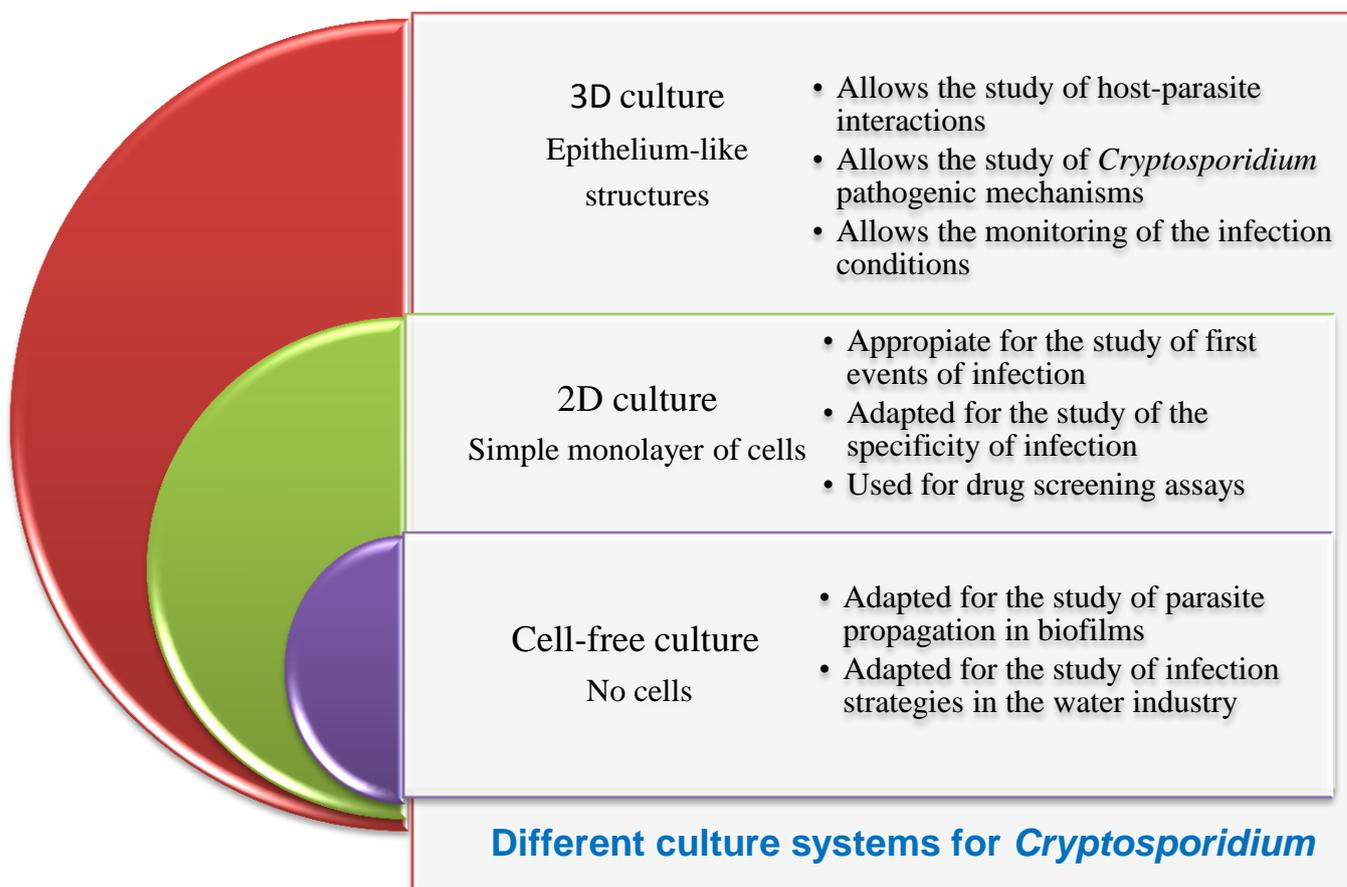 3D culture
Epithelium-like
structures
• Allows the study of host-parasite
interactions
• Allows the study of Cryptosporidium
pathogenic mechanisms
• Allows the monitoring of the infection
conditions
2D culture
Simple monolayer of cells
• Appropiate for the study of first
events of infection
• Adapted for the study of the
specificity of infection
• Used for drug screening assays
Cell-free culture
No cells
• Adapted for the study of parasite
propagation in biofilms
• Adapted for the study of infection
strategies in the water industry
Different culture systems for Cryptosporidium